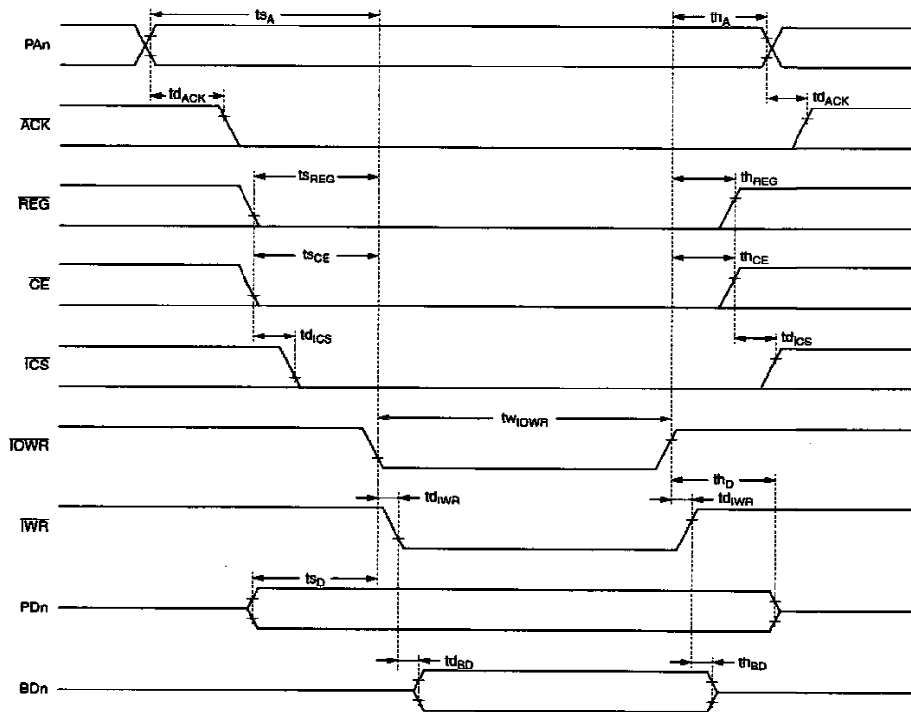 tsA thA
PAn
tdACK tdACK
ACK
tsREG thREG
REG
tsCE thCE
CE
tdICS tdICS
ICS
twIOWR
IOWR
thD
tdIWR tdIWR
IWR
tsD
PDn
tdBD thBD
BDn